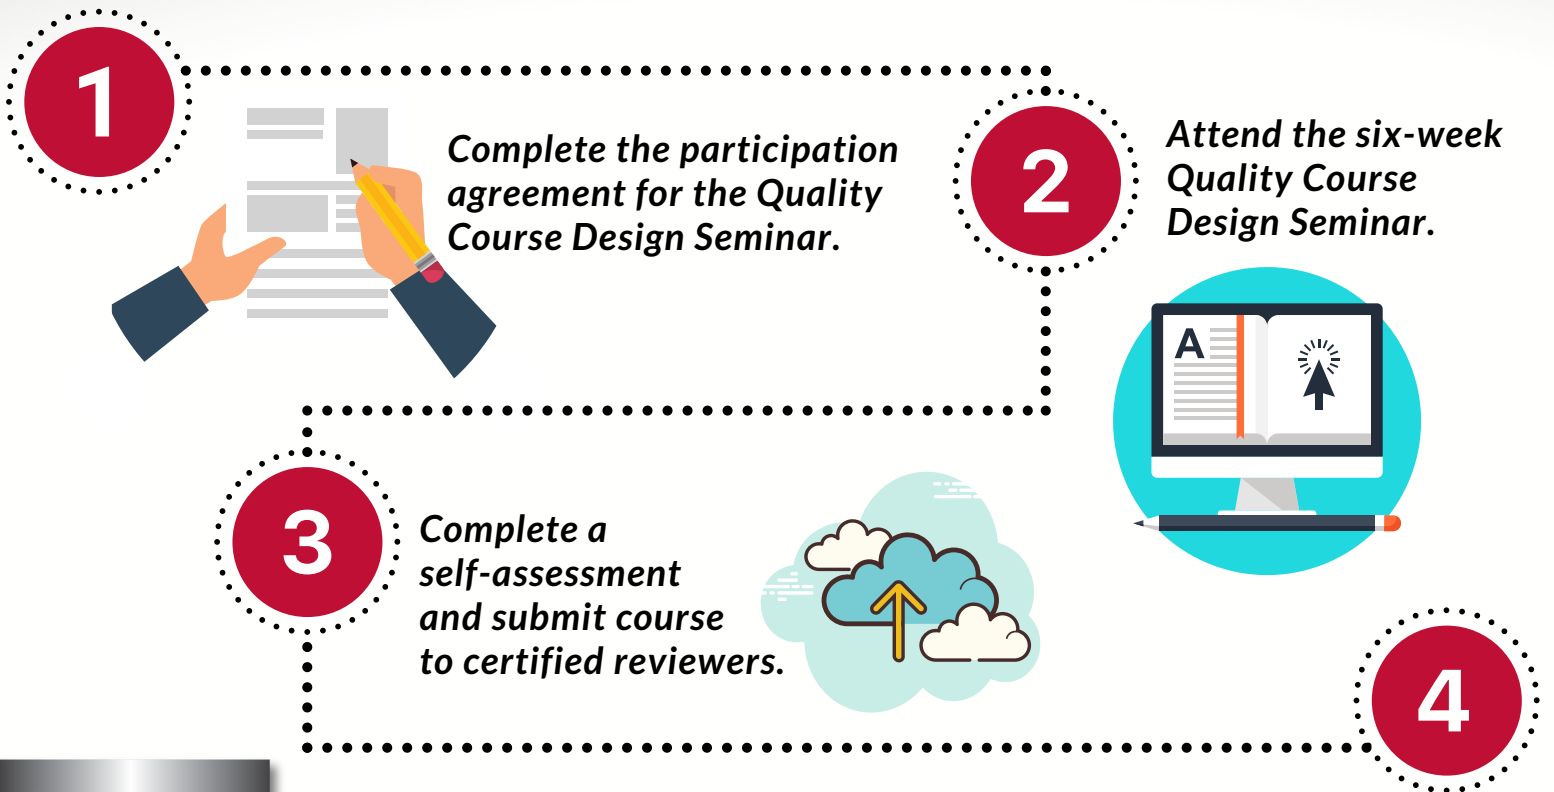 1
Complete the participation
agreement for the Quality
Course Design Seminar.
2
Attend the six-week
Quality Course
Design Seminar.
A
3
Complete a
self-assessment
and submit course
to certified reviewers.
4